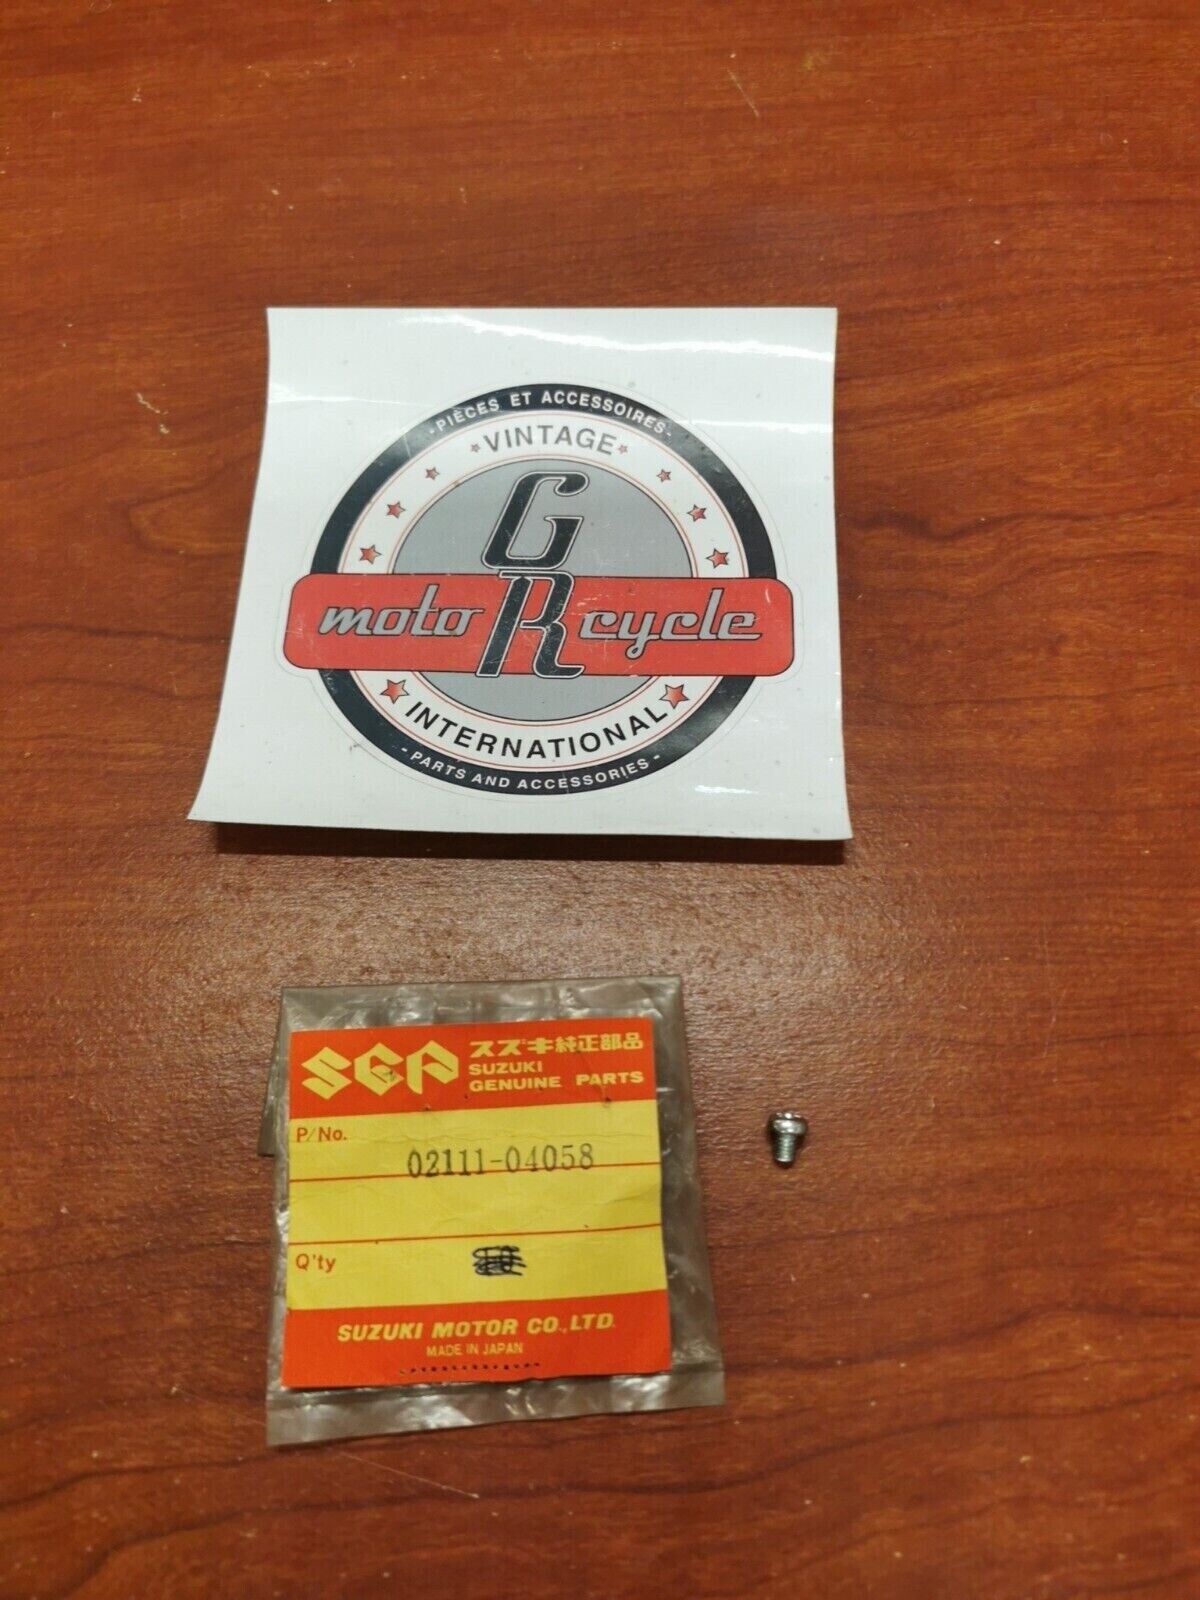 - PIÈCES ET ACCESSOIRES -
VINTAGE
G
moto R cycle
INTERNATIONAL
- PARTS AND ACCESSORIES -
SGP
スズキ純正部品
SUZUKI
GENUINE PARTS
P/No.
02111-04058
Q'ty
SUZUKI MOTOR CO., LTD.
MADE IN JAPAN